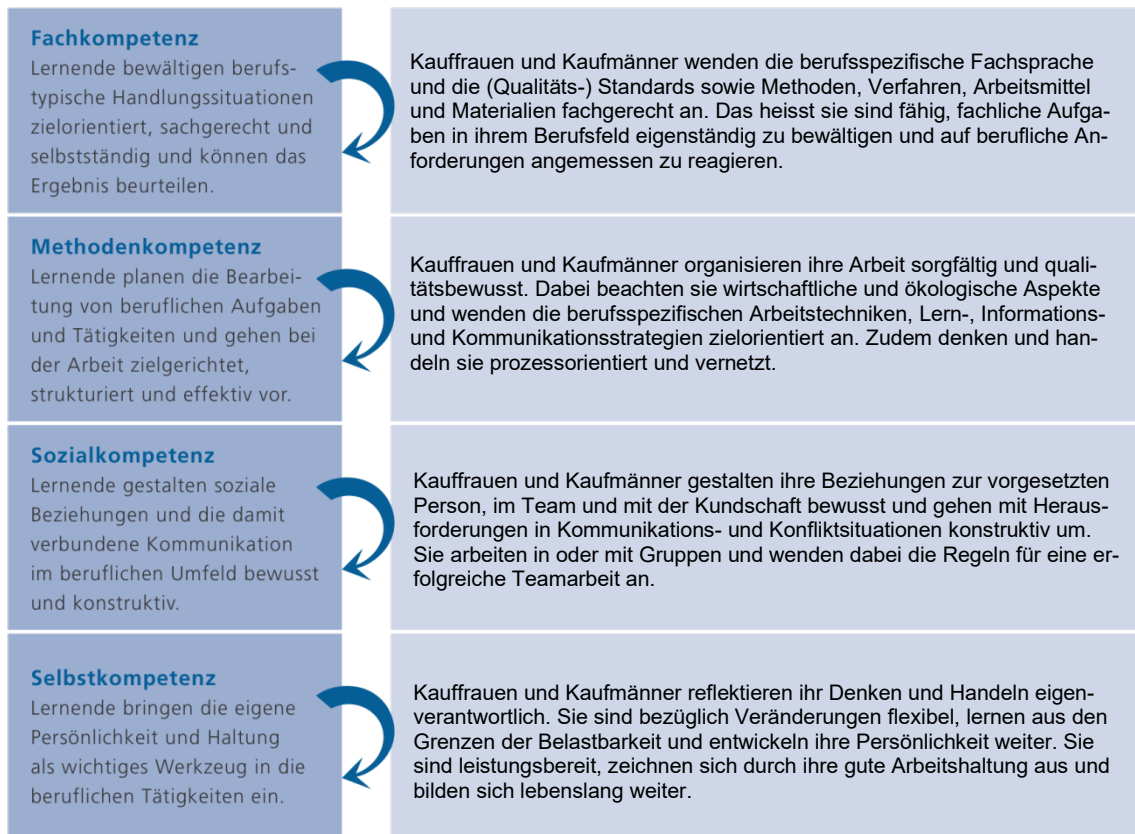 Fachkompetenz
Lernende bewältigen berufs-
typische Handlungssituationen
zielorientiert, sachgerecht und
selbstständig und können das
Ergebnis beurteilen.
Kauffrauen und Kaufmänner wenden die berufsspezifische Fachsprache
und die (Qualitäts-) Standards sowie Methoden, Verfahren, Arbeitsmittel
und Materialien fachgerecht an. Das heisst sie sind fähig, fachliche Aufga-
ben in ihrem Berufsfeld eigenständig zu bewältigen und auf berufliche An-
forderungen angemessen zu reagieren.
Methodenkompetenz
Lernende planen die Bearbei-
tung von beruflichen Aufgaben
und Tätigkeiten und gehen bei
der Arbeit zielgerichtet,
strukturiert und effektiv vor.
Kauffrauen und Kaufmänner organisieren ihre Arbeit sorgfältig und quali-
tätsbewusst. Dabei beachten sie wirtschaftliche und ökologische Aspekte
und wenden die berufsspezifischen Arbeitstechniken, Lern-, Informations-
und Kommunikationsstrategien zielorientiert an. Zudem denken und han-
deln sie prozessorientiert und vernetzt.
Sozialkompetenz
Lernende gestalten soziale
Beziehungen und die damit
verbundene Kommunikation
im beruflichen Umfeld bewusst
und konstruktiv.
Kauffrauen und Kaufmänner gestalten ihre Beziehungen zur vorgesetzten
Person, im Team und mit der Kundschaft bewusst und gehen mit Heraus-
forderungen in Kommunikations- und Konfliktsituationen konstruktiv um.
Sie arbeiten in oder mit Gruppen und wenden dabei die Regeln für eine er-
folgreiche Teamarbeit an.
Selbstkompetenz
Lernende bringen die eigene
Persönlichkeit und Haltung
als wichtiges Werkzeug in die
beruflichen Tätigkeiten ein.
Kauffrauen und Kaufmänner reflektieren ihr Denken und Handeln eigen-
verantwortlich. Sie sind bezüglich Veränderungen flexibel, lernen aus den
Grenzen der Belastbarkeit und entwickeln ihre Persönlichkeit weiter. Sie
sind leistungsbereit, zeichnen sich durch ihre gute Arbeitshaltung aus und
bilden sich lebenslang weiter.